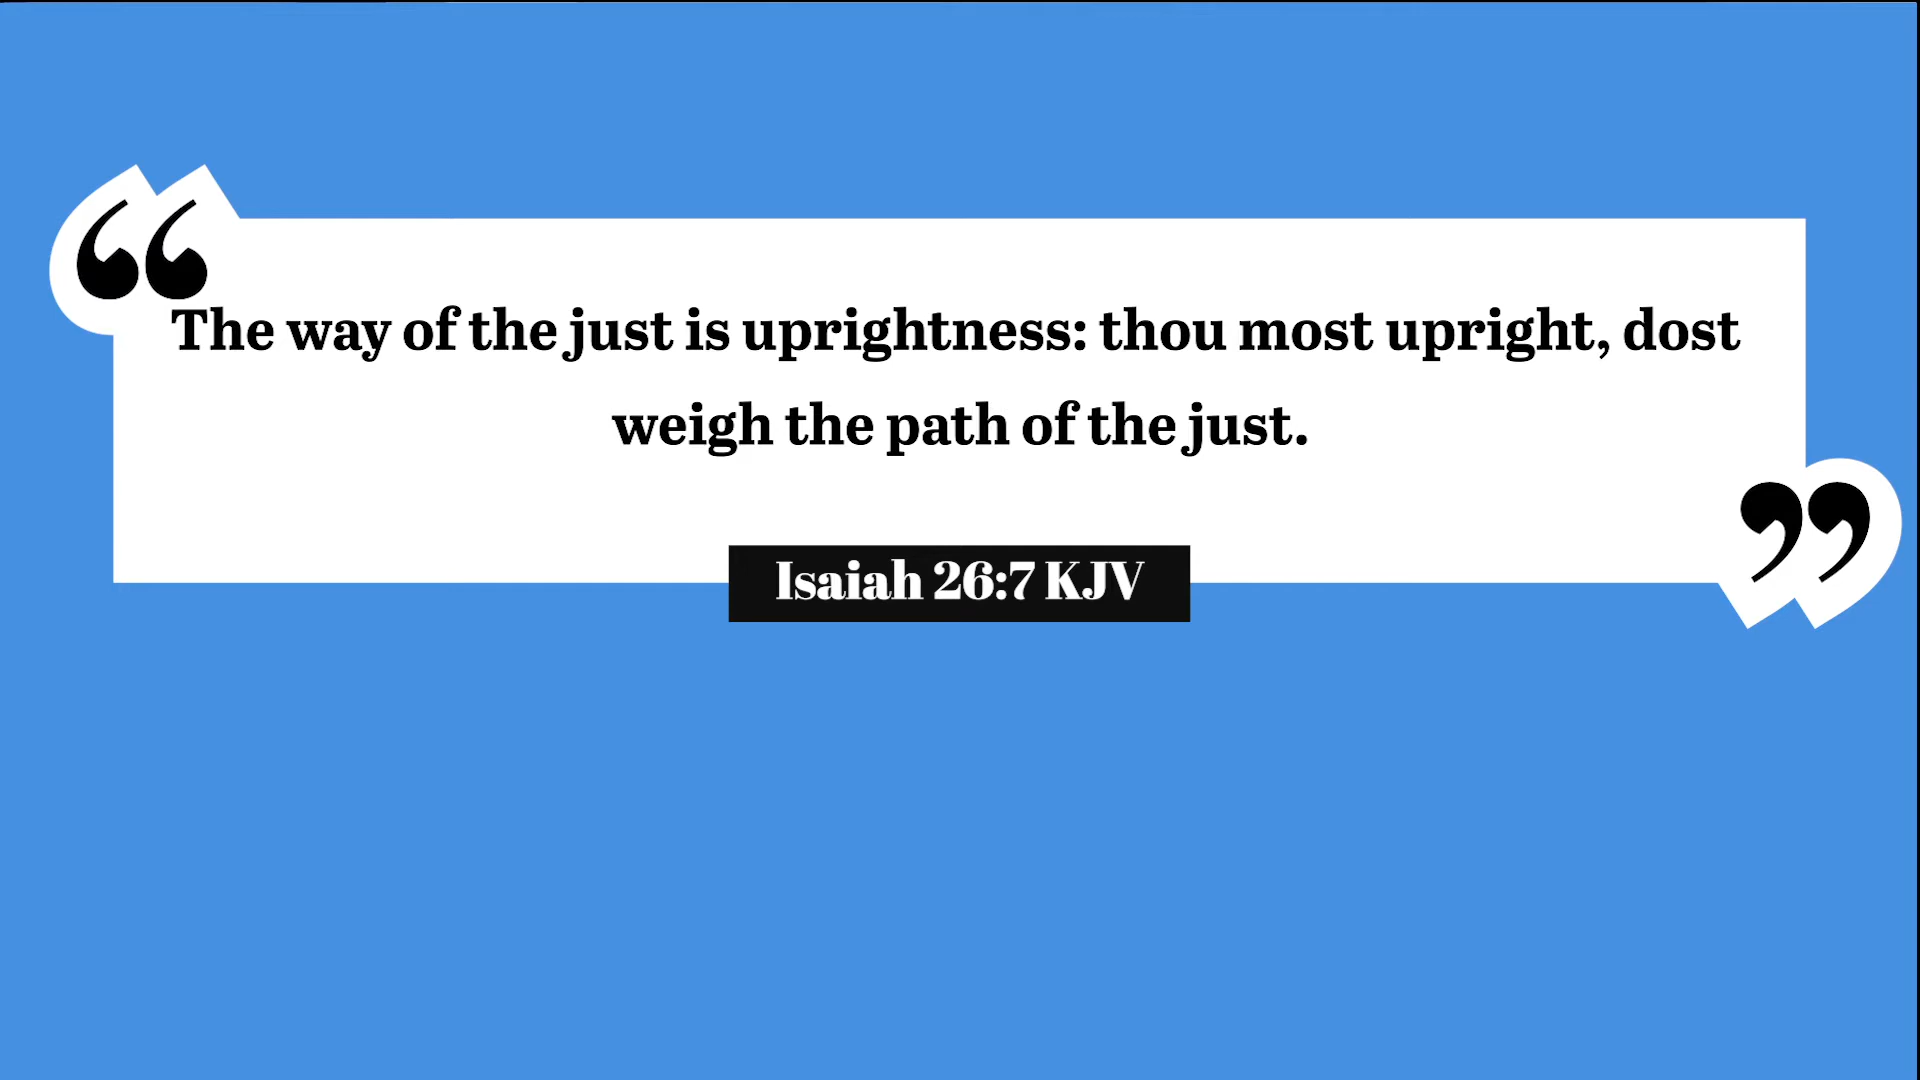 “
The way of the just is uprightness: thou most upright, dost
weigh the path of the just.
”
Isaiah 26:7 KJV